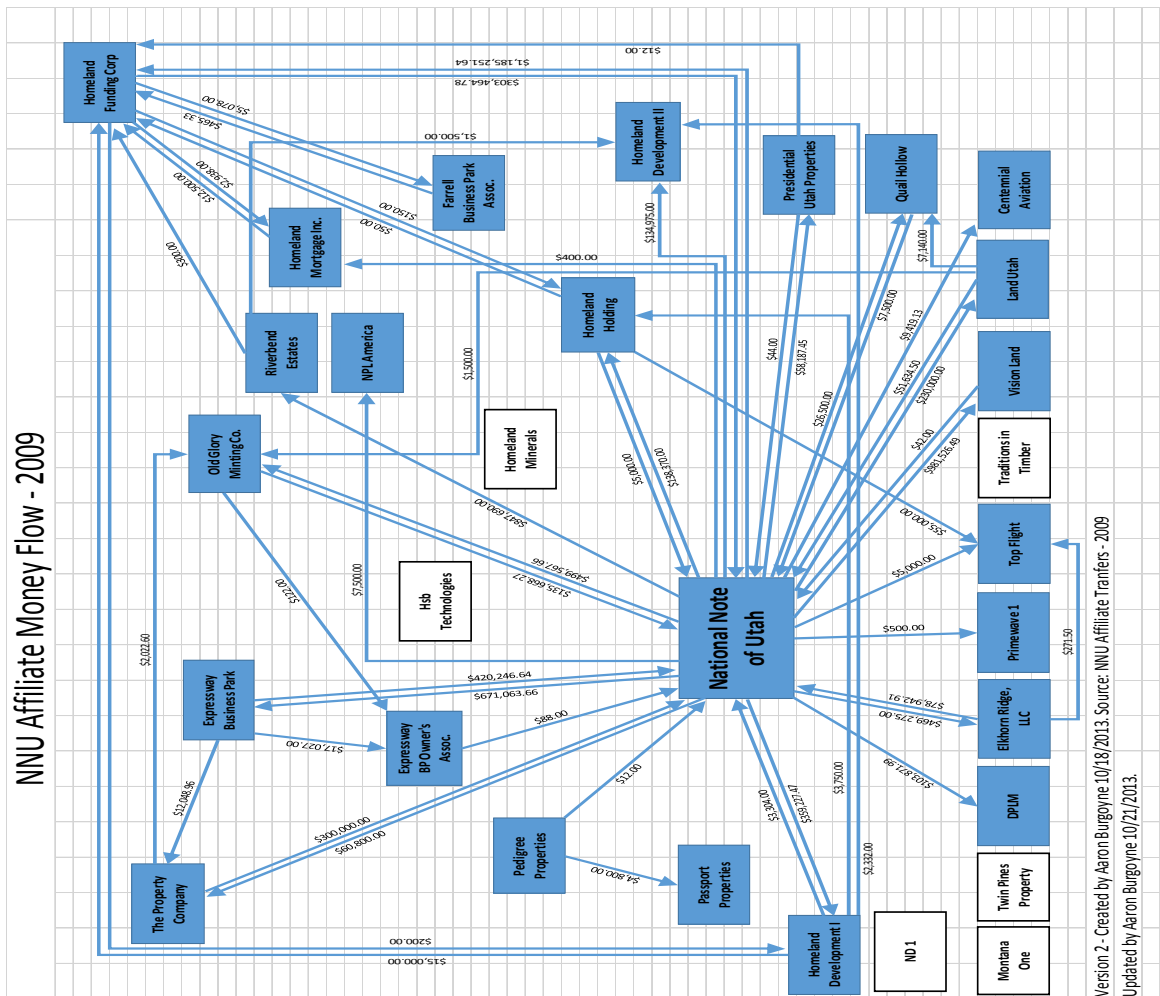 NNU Affiliate Money Flow - 2009
Homeland
Funding Corp
The Property
Company
Expressway
Business Park
Old Glory
Minting Co.
Riverbend
Estates
Homeland
Mortgage Inc.
NPL America
Farrell
Business Park
Assoc.
Expressway
BP Owner's
Assoc.
Hsb
Technologies
Homeland
Minerals
Pedigree
Properties
Homeland
Holding
Homeland
Development II
Passport
Properties
National Note
of Utah
Presidential
Utah Properties
Homeland
Development I
Quail Hollow
ND 1
Montana
One
Twin Pines
Property
DPLM
Elkhorn Ridge,
LLC
Primewave 1
Top Flight
Traditions in
Timber
Vision Land
Land Utah
Centennial
Aviation
$12.00
$1,185,251.64
$303,464.78
$5,078.00
$465.33
$2,938.00
$12,500.00
$150.00
$50.00
$300.00
$1,500.00
$400.00
$134,975.00
$2,022.60
$122.00
$12,048.96
$17,027.00
$420,246.64
$671,063.66
$88.00
$300,000.00
$60,800.00
$12.00
$4,800.00
$200.00
$15,000.00
$7,500.00
$499,567.66
$135,668.27
$847,690.00
$1,500.00
$5,000.00
$138,370.00
$44.00
$58,187.45
$26,500.00
$7,500.00
$9,419.13
$7,140.00
$51,634.50
$230,000.00
$42.00
$981,526.49
$55,000.00
$5,000.00
$500.00
$271.50
$78,942.91
$469,275.00
$103,871.99
$3,304.00
$359,227.47
$3,750.00
$2,332.00
Version 2 - Created by Aaron Burgoyne 10/18/2013. Source: NNU Affiliate Tranfers - 2009
Updated by Aaron Burgoyne 10/21/2013.